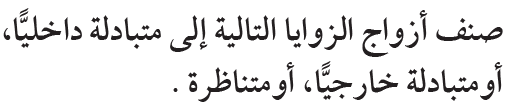 صنف أزواج الزوايا التالية إلى متبادلة داخليًّا،
أومتبادلة خارجيًّا، أومتناظرة .